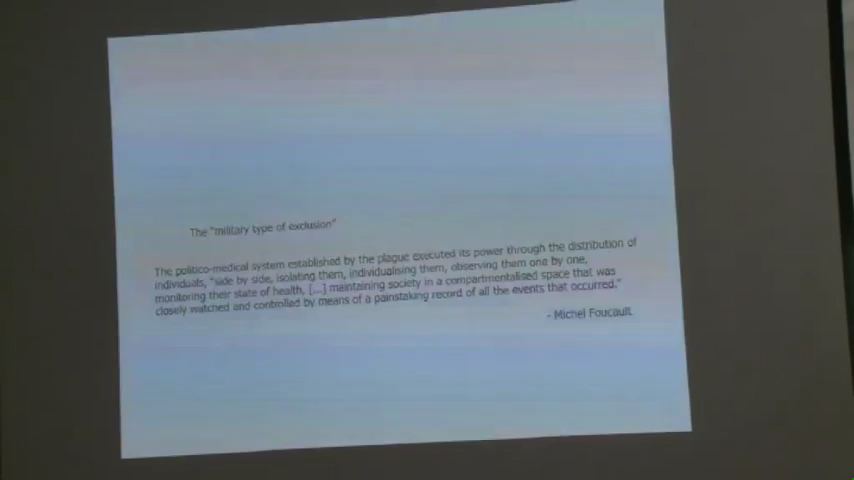 The "military type of exclusion"
The politico-medical system established by the plague executed its power through the distribution of
individuals, "side by side, isolating them, individualising them, observing them one by one,
monitoring their state of health, [...] maintaining society in a compartmentalised space that was
closely watched and controlled by means of a painstaking record of all the events that occurred."
- Michel Foucault.